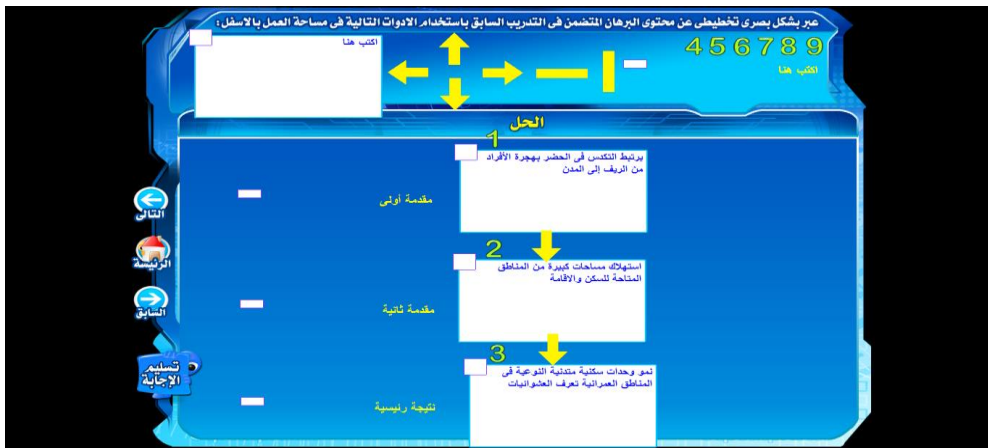 عبر بشكل بصرى تخطيطى عن محتوى البرهان المتضمن فى التدريب السابق باستخدام الادوات التالية فى مساحة العمل بالاسفل :
اكتب هنا
4 5 6 7 8 9
اكتب هنا
الحل
1
يرتبط التكدس فى الحضر بهجرة الأفراد
من الريف إلى المدن
مقدمة أولى
2
استهلاك مساحات كبيرة من المناطق
المتاحة للسكن والاقامة
مقدمة ثانية
3
نمو وحدات سكنية متدنية النوعية فى
المناطق العمرانية تعرف العشوائيات
نتيجة رئيسية
التالى
الرئيسة
السابق
تسليم
الإجابة